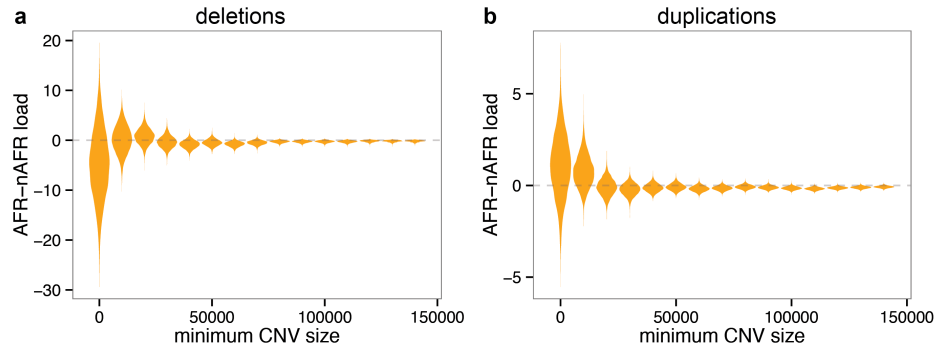 a
deletions
AFR−nAFR load
20
10
0
−10
−20
−30
0
50000
100000
150000
minimum CNV size
b
duplications
AFR−nAFR load
5
0
−5
0
50000
100000
150000
minimum CNV size